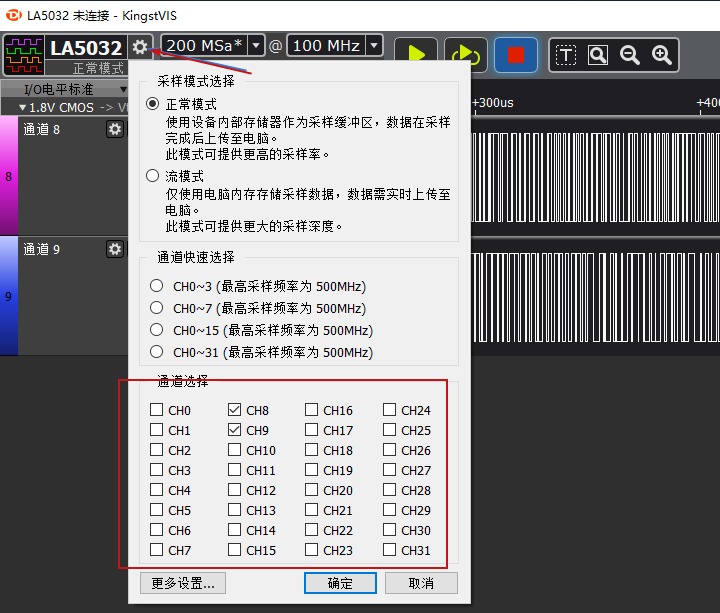 LA5032 未连接 - KingstVIS
LA5032
正常模式
200 MSa*
@
100 MHz
T
I/O电平标准
1.8V CMOS
->
+300us
通道 8
8
通道 9
9
采样模式选择
正常模式
使用设备内部存储器作为采样缓冲区，数据在采样
完成后上传至电脑。
此模式可提供更高的采样率。
流模式
仅使用电脑内存存储采样数据，数据需实时上传至
电脑。
此模式可提供更大的采样深度。
通道快速选择
CH0~3 (最高采样频率为 500MHz)
CH0~7 (最高采样频率为 500MHz)
CH0~15 (最高采样频率为 500MHz)
CH0~31 (最高采样频率为 500MHz)
通道选择
CH0 CH8 CH16 CH24
CH1 CH9 CH17 CH25
CH2 CH10 CH18 CH26
CH3 CH11 CH19 CH27
CH4 CH12 CH20 CH28
CH5 CH13 CH21 CH29
CH6 CH14 CH22 CH30
CH7 CH15 CH23 CH31
更多设置...
确定
取消